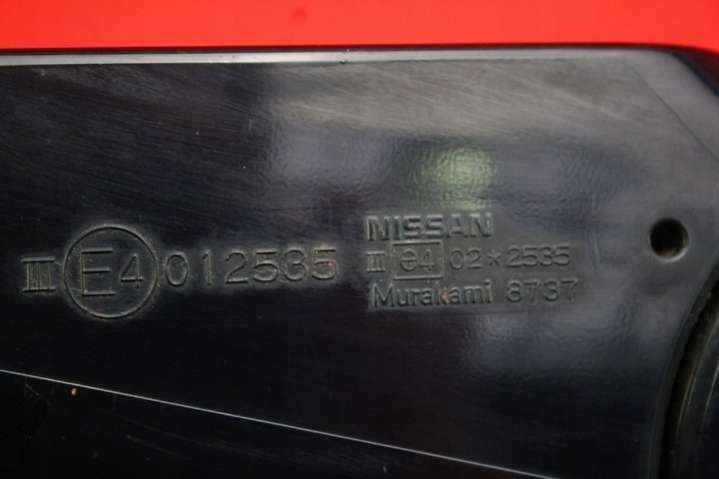 III E4 012535
NISSAN
III e4 02*2535
Murakami 8737